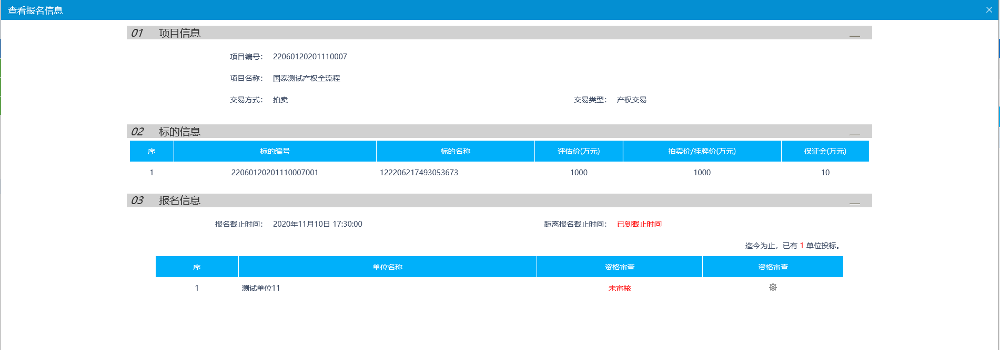 查看报名信息
01 项目信息
项目编号： 22060120201110007
项目名称： 国泰测试产权全流程
交易方式： 拍卖 交易类型： 产权交易
02 标的信息
序 标的编号 标的名称 评估价(万元) 拍卖价/挂牌价(万元) 保证金(万元)
1 22060120201110007001 122206217493053673 1000 1000 10
03 报名信息
报名截止时间： 2020年11月10日 17:30:00 距离报名截止时间： 已到截止时间
迄今为止，已有 1 单位投标。
序 单位名称 资格审查 资格审查
1 测试单位11 未审核